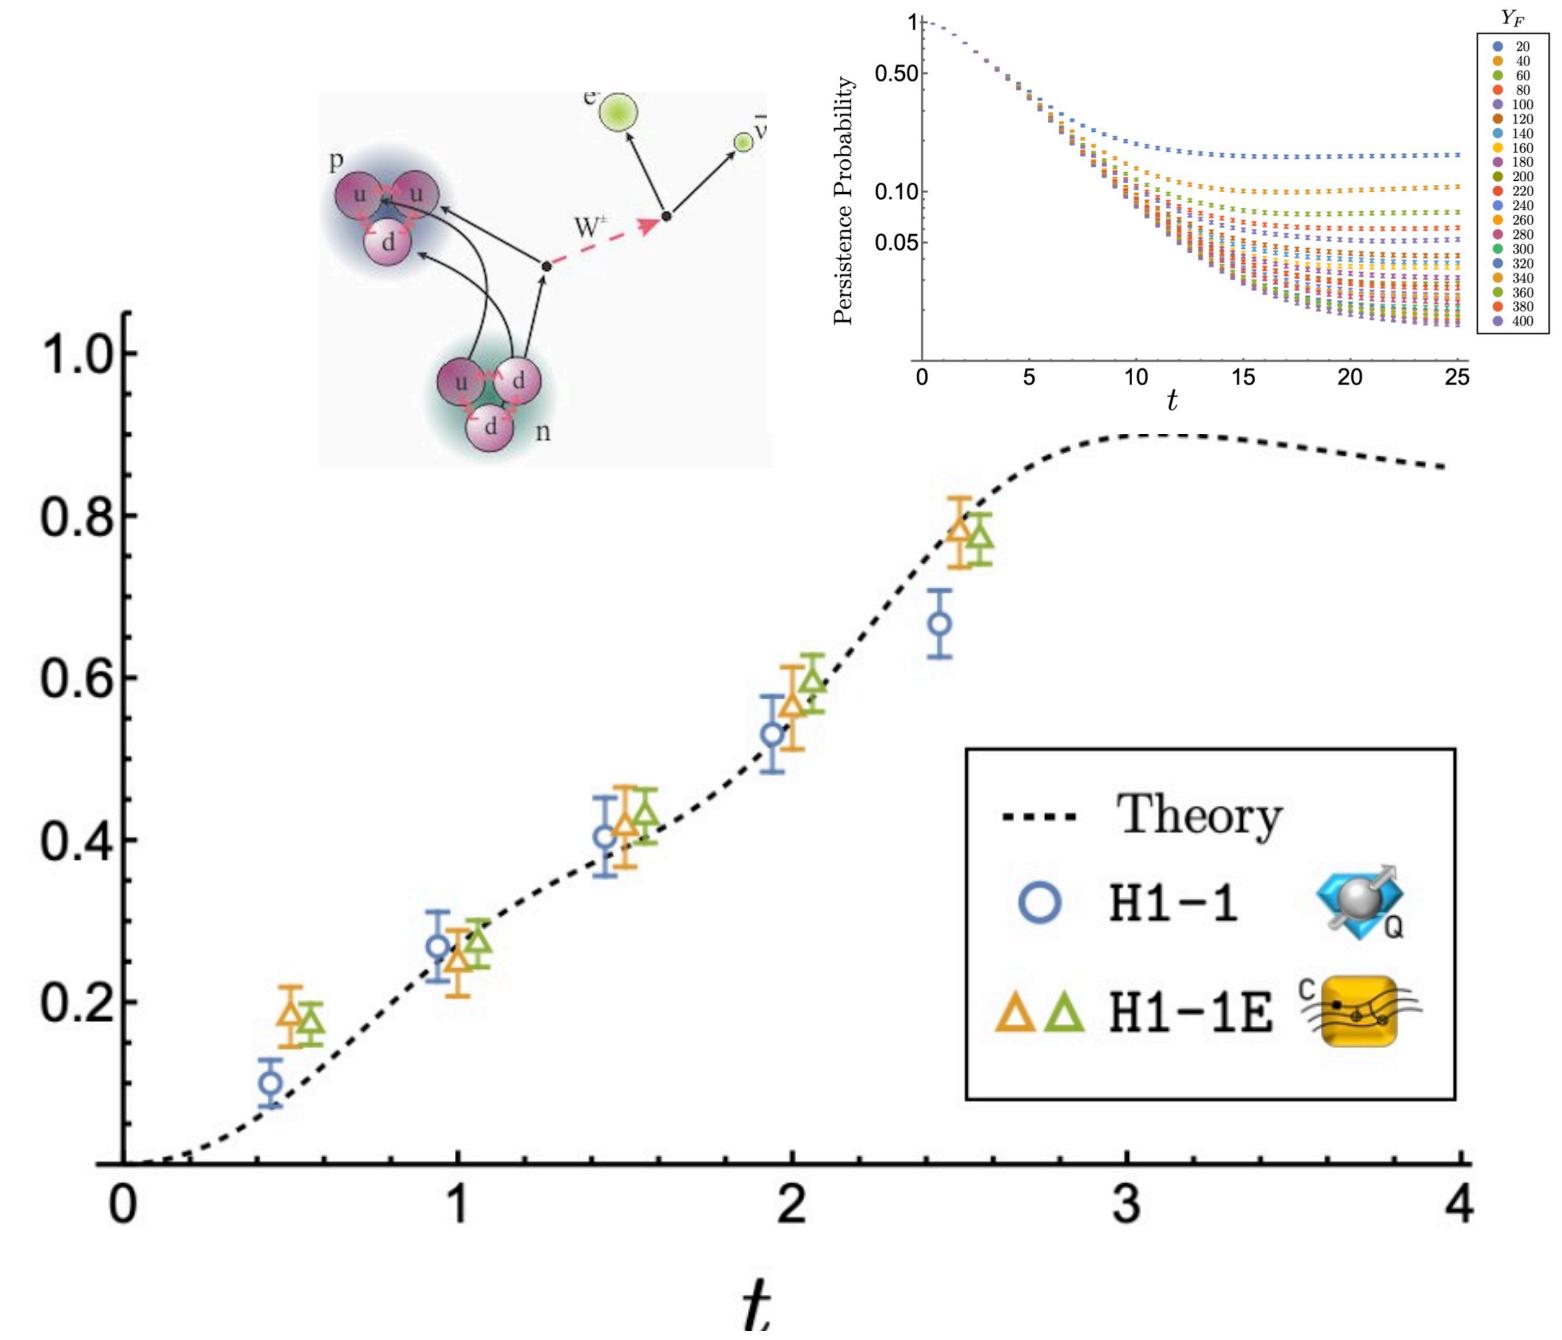 e
p
ν̅
u u
d
W±
u d
d
n
Persistence Probability
1
0.50
0.10
0.05
0 5 10 15 20 25
t
Y_F
20
40
60
80
100
120
140
160
180
200
220
240
260
280
300
320
340
360
380
400
1.0
0.8
0.6
0.4
0.2
0 1 2 3 4
t
Theory
H1-1
Q
H1-1E
C